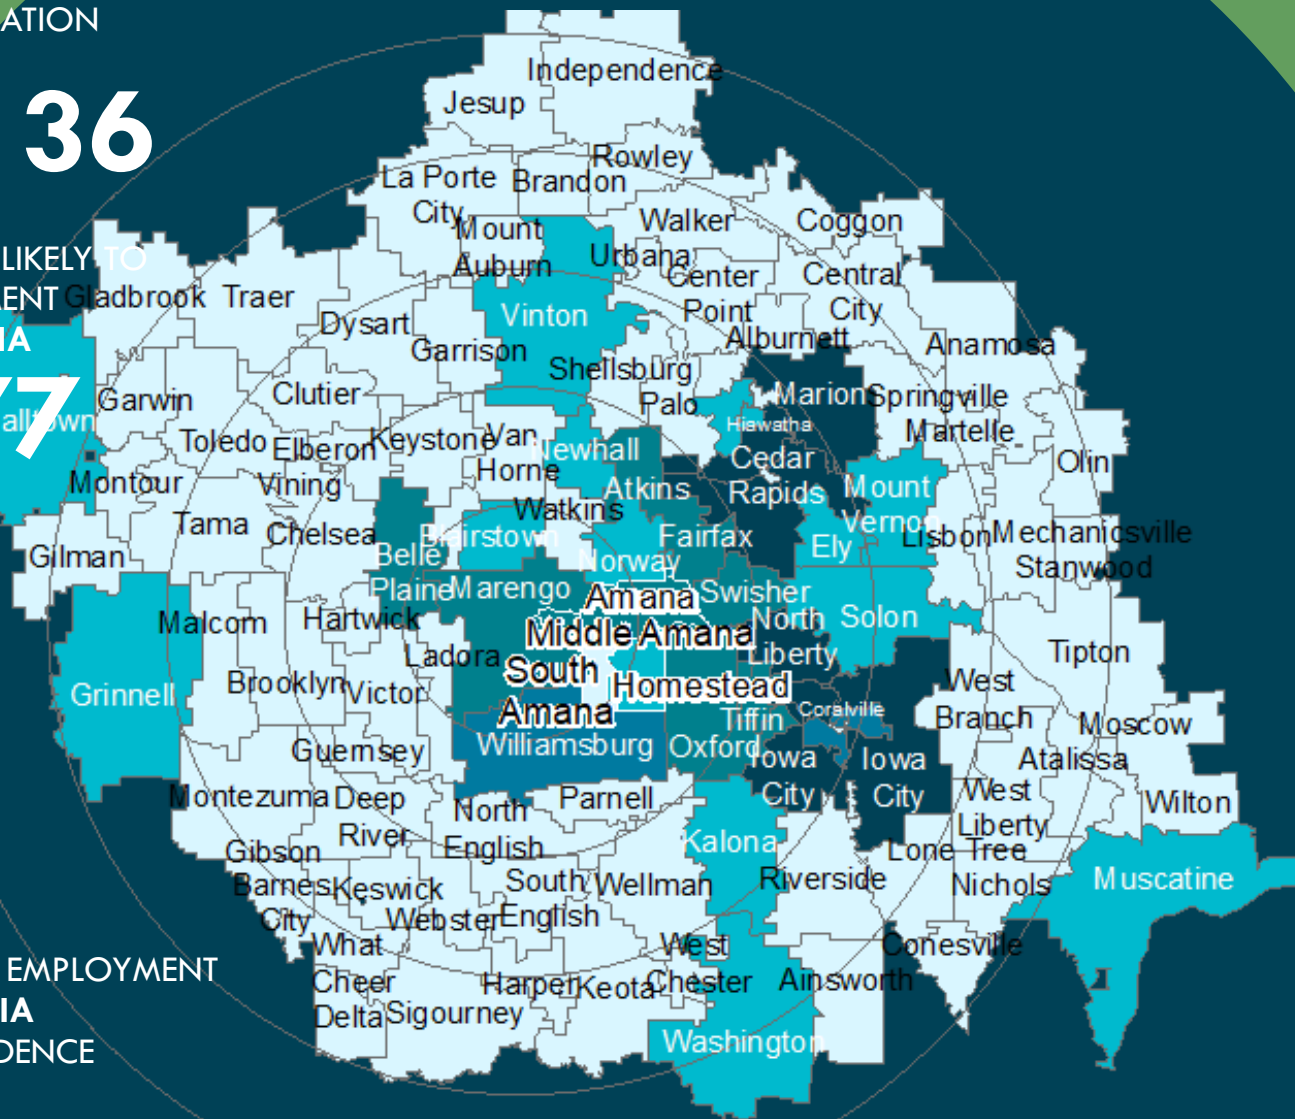 ATION
36
LIKELY TO
MENT
IA
77
EMPLOYMENT
IA
DENCE
Independence
Jesup
Rowley
La Porte
City
Brandon
Walker
Coggon
Mount
Auburn
Urbana
Center
Point
Central
City
Gladbrook
Traer
Dysart
Vinton
Alburnett
Anamosa
Garrison
Shellsburg
Garwin
Clutier
Palo
Marion
Springville
Hiawatha
Martelle
alltown
Toledo
Elberon
Keystone
Van
Horne
Newhall
Cedar
Rapids
Olin
Montour
Vining
Atkins
Mount
Vernon
Watkins
Tama
Chelsea
Blairstown
Fairfax
Ely
Lisbon
Mechanicsville
Gilman
Belle
Plaine
Norway
Stanwood
Marengo
Amana
Swisher
Malcom
Hartwick
Middle Amana
North
Liberty
Solon
Ladora
South
Amana
Homestead
Tipton
Grinnell
Brooklyn
Victor
West
Branch
Tiffin
Coralville
Moscow
Guernsey
Williamsburg
Oxford
Iowa
City
Iowa
City
Atalissa
Montezuma
Deep
River
North
English
Parnell
West
Liberty
Wilton
Gibson
Kalona
Lone Tree
Barnes
City
Keswick
South
English
Wellman
Riverside
Nichols
Muscatine
Webster
What
Cheer
West
Chester
Conesville
Harper
Keota
Ainsworth
Delta
Sigourney
Washington